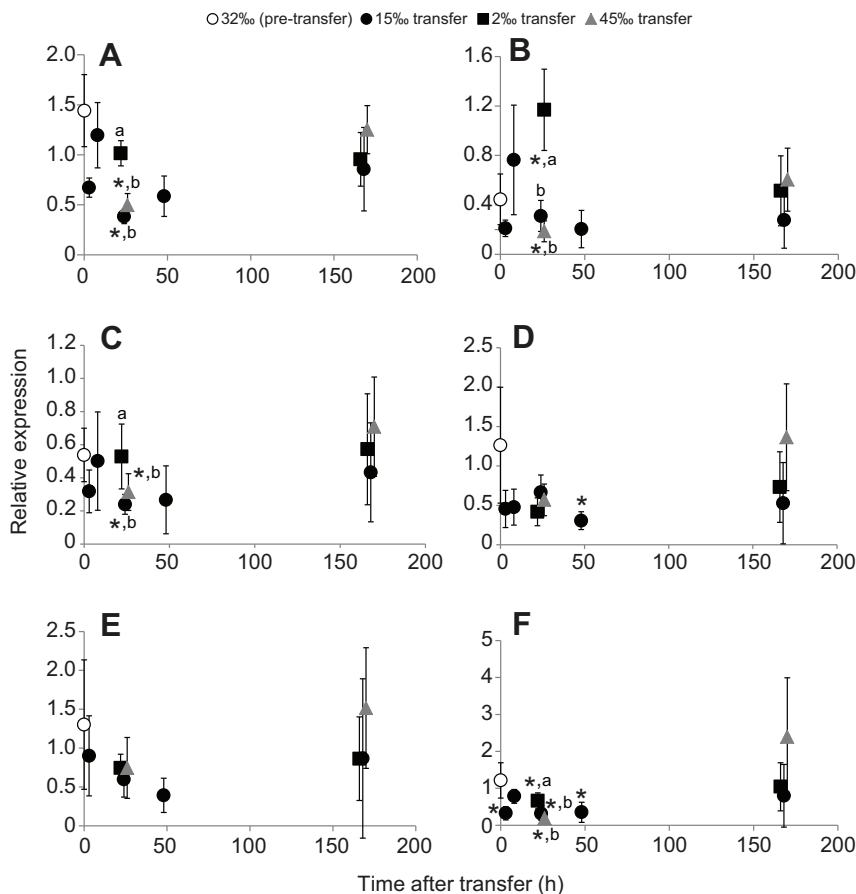 32‰ (pre-transfer) 15‰ transfer 2‰ transfer 45‰ transfer
A
2.0
1.5
1.0
0.5
0
0 50 100 150 200
a
*,b
*,b
B
1.6
1.2
0.8
0.4
0
0 50 100 150 200
*,a
b
*,b
C
1.2
1.0
0.8
0.6
0.4
0.2
0
0 50 100 150 200
a
*,b
*,b
D
2.5
2.0
1.5
1.0
0.5
0
0 50 100 150 200
*
E
2.5
2.0
1.5
1.0
0.5
0
0 50 100 150 200
F
5
4
3
2
1
0
0 50 100 150 200
*
*,a
*,b
*,b
*
Relative expression
Time after transfer (h)